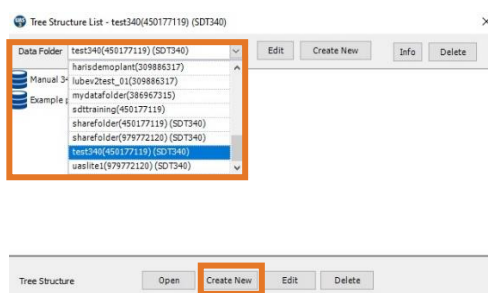 Tree Structure List - test340(450177119) (SDT340)
Data Folder test340(450177119) (SDT340) Edit Create New Info Delete
harisdemoplant(309886317)
Manual 3
lubev2test_01(309886317)
mydatafolder(386967315)
Example
sdttraining(450177119)
sharefolder(450177119) (SDT340)
sharefolder(979772120) (SDT340)
test340(450177119) (SDT340)
uaslite1(979772120) (SDT340)
Tree Structure Open Create New Edit Delete